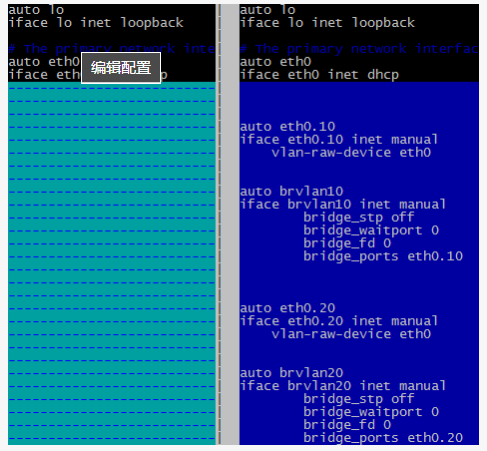 auto lo
iface lo inet loopback
# The primary network inte
auto eth0
iface eth
编辑配置
p
auto lo
iface lo inet loopback
# The primary network interfac
auto eth0
iface eth0 inet dhcp
auto eth0.10
iface eth0.10 inet manual
vlan-raw-device eth0
auto brvlan10
iface brvlan10 inet manual
bridge_stp off
bridge_waitport 0
bridge_fd 0
bridge_ports eth0.10
auto eth0.20
iface eth0.20 inet manual
vlan-raw-device eth0
auto brvlan20
iface brvlan20 inet manual
bridge_stp off
bridge_waitport 0
bridge_fd 0
bridge_ports eth0.20